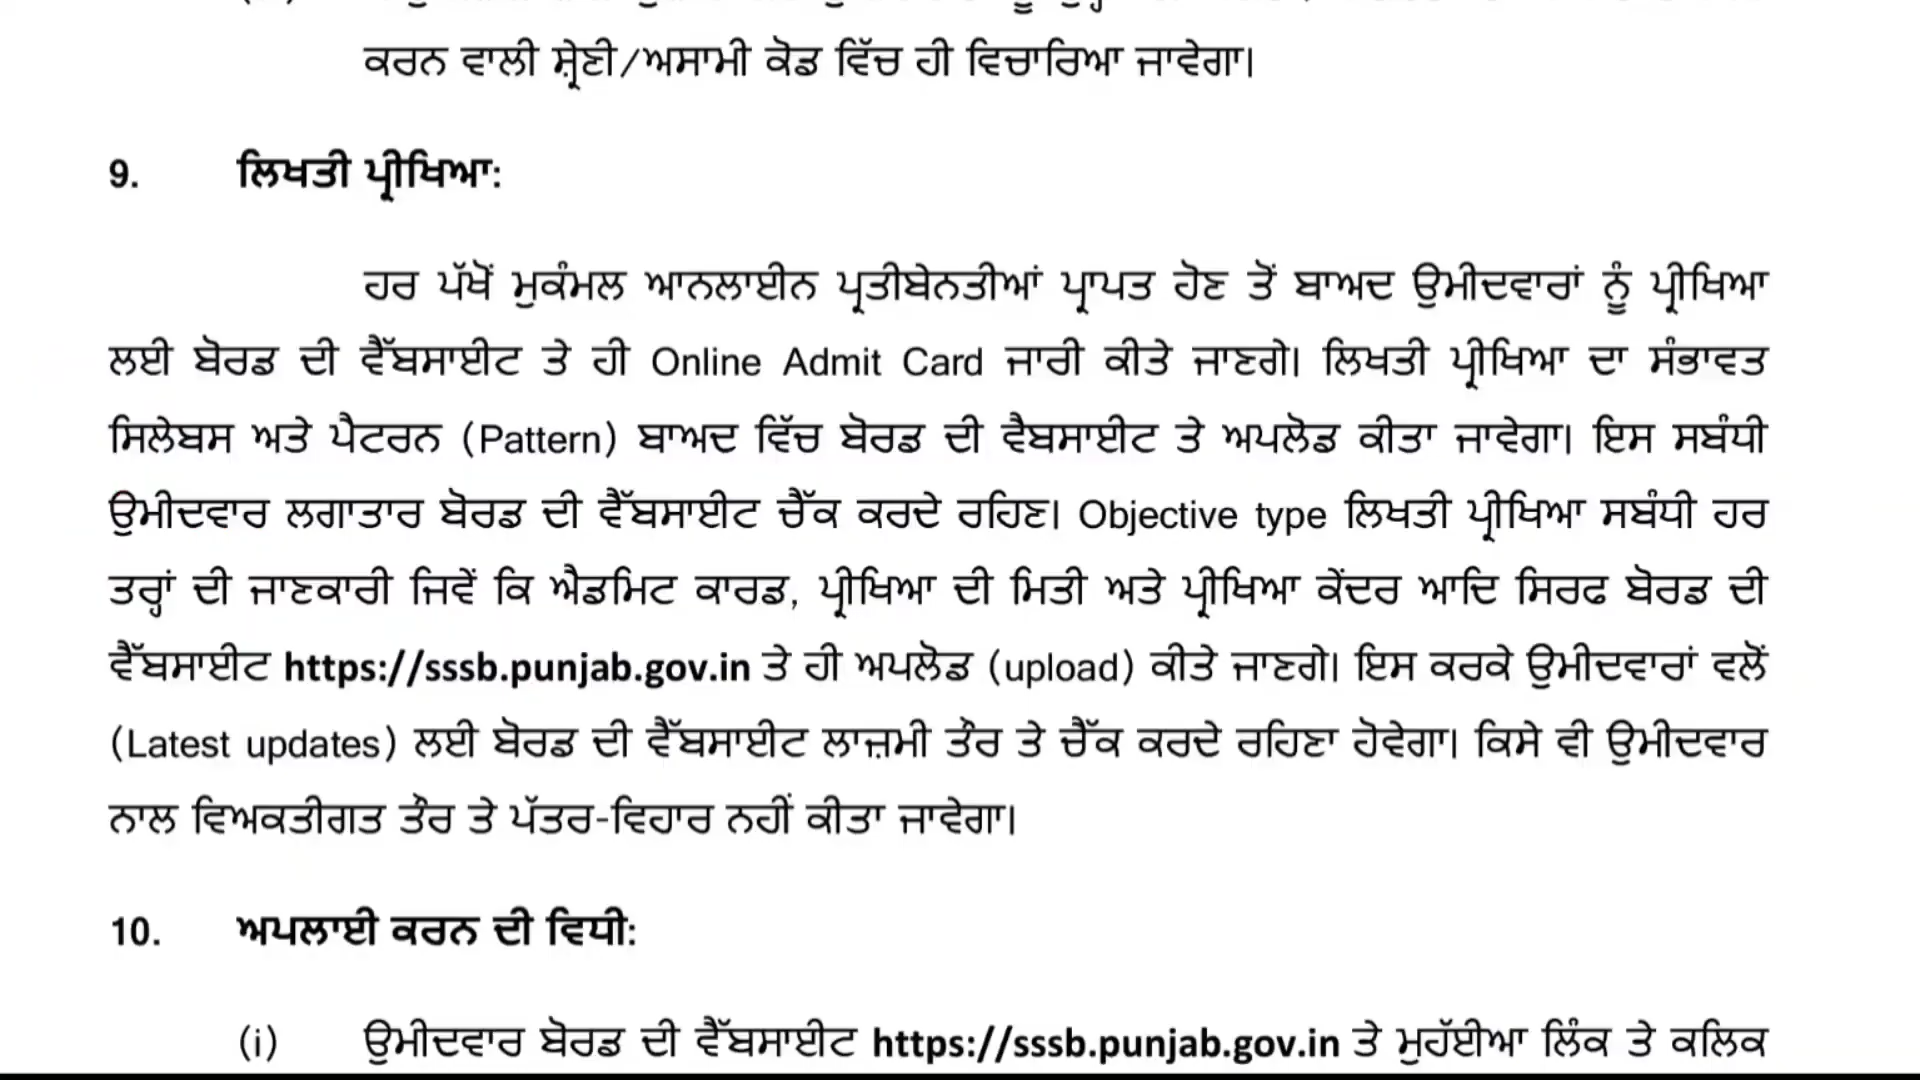 ਕਰਨ ਵਾਲੀ ਸ਼੍ਰੇਣੀ/ਅਸਾਮੀ ਕੋਡ ਵਿੱਚ ਹੀ ਵਿਚਾਰਿਆ ਜਾਵੇਗਾ।
9. ਲਿਖਤੀ ਪ੍ਰੀਖਿਆ:
ਹਰ ਪੱਖੋਂ ਮੁਕੰਮਲ ਆਨਲਾਈਨ ਪ੍ਰਤੀਬੇਨਤੀਆਂ ਪ੍ਰਾਪਤ ਹੋਣ ਤੋਂ ਬਾਅਦ ਉਮੀਦਵਾਰਾਂ ਨੂੰ ਪ੍ਰੀਖਿਆ
ਲਈ ਬੋਰਡ ਦੀ ਵੈੱਬਸਾਈਟ ਤੇ ਹੀ Online Admit Card ਜਾਰੀ ਕੀਤੇ ਜਾਣਗੇ। ਲਿਖਤੀ ਪ੍ਰੀਖਿਆ ਦਾ ਸੰਭਾਵਤ
ਸਿਲੇਬਸ ਅਤੇ ਪੈਟਰਨ (Pattern) ਬਾਅਦ ਵਿੱਚ ਬੋਰਡ ਦੀ ਵੈਬਸਾਈਟ ਤੇ ਅਪਲੋਡ ਕੀਤਾ ਜਾਵੇਗਾ। ਇਸ ਸਬੰਧੀ
ਉਮੀਦਵਾਰ ਲਗਾਤਾਰ ਬੋਰਡ ਦੀ ਵੈੱਬਸਾਈਟ ਚੈੱਕ ਕਰਦੇ ਰਹਿਣ। Objective type ਲਿਖਤੀ ਪ੍ਰੀਖਿਆ ਸਬੰਧੀ ਹਰ
ਤਰ੍ਹਾਂ ਦੀ ਜਾਣਕਾਰੀ ਜਿਵੇਂ ਕਿ ਐਡਮਿਟ ਕਾਰਡ, ਪ੍ਰੀਖਿਆ ਦੀ ਮਿਤੀ ਅਤੇ ਪ੍ਰੀਖਿਆ ਕੇਂਦਰ ਆਦਿ ਸਿਰਫ ਬੋਰਡ ਦੀ
ਵੈੱਬਸਾਈਟ https://sssb.punjab.gov.in ਤੇ ਹੀ ਅਪਲੋਡ (upload) ਕੀਤੇ ਜਾਣਗੇ। ਇਸ ਕਰਕੇ ਉਮੀਦਵਾਰਾਂ ਵਲੋਂ
(Latest updates) ਲਈ ਬੋਰਡ ਦੀ ਵੈੱਬਸਾਈਟ ਲਾਜ਼ਮੀ ਤੌਰ ਤੇ ਚੈੱਕ ਕਰਦੇ ਰਹਿਣਾ ਹੋਵੇਗਾ। ਕਿਸੇ ਵੀ ਉਮੀਦਵਾਰ
ਨਾਲ ਵਿਅਕਤੀਗਤ ਤੌਰ ਤੇ ਪੱਤਰ-ਵਿਹਾਰ ਨਹੀਂ ਕੀਤਾ ਜਾਵੇਗਾ।
10. ਅਪਲਾਈ ਕਰਨ ਦੀ ਵਿਧੀ:
(i) ਉਮੀਦਵਾਰ ਬੋਰਡ ਦੀ ਵੈੱਬਸਾਈਟ https://sssb.punjab.gov.in ਤੇ ਮੁਹੱਈਆ ਲਿੰਕ ਤੇ ਕਲਿਕ